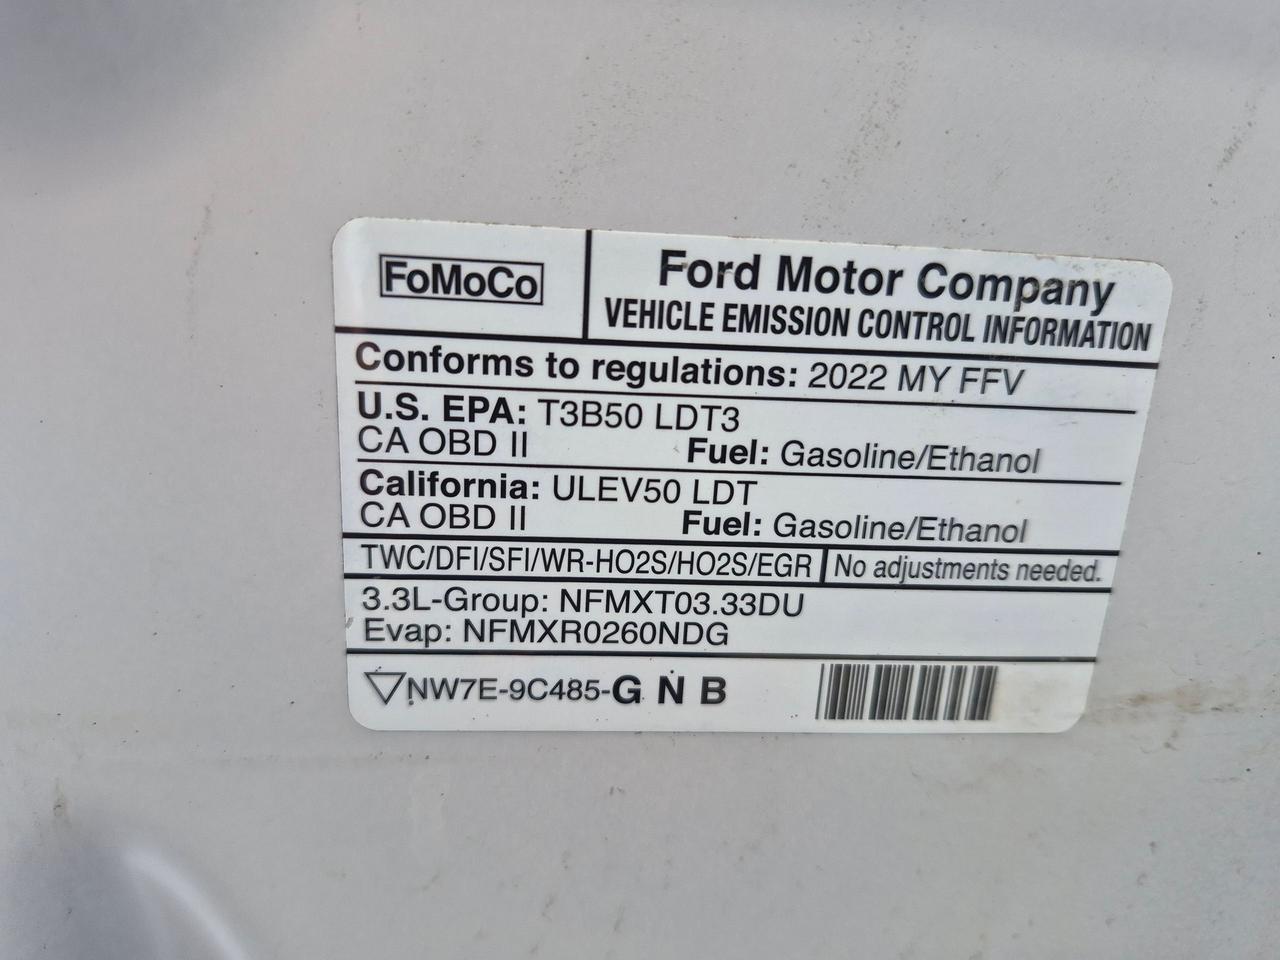 FoMoCo
Ford Motor Company
VEHICLE EMISSION CONTROL INFORMATION
Conforms to regulations: 2022 MY FFV
U.S. EPA: T3B50 LDT3
CA OBD II Fuel: Gasoline/Ethanol
California: ULEV50 LDT
CA OBD II Fuel: Gasoline/Ethanol
TWC/DFI/SFI/WR-HO2S/HO2S/EGR No adjustments needed.
3.3L-Group: NFMXT03.33DU
Evap: NFMXR0260NDG
NW7E-9C485-G N B